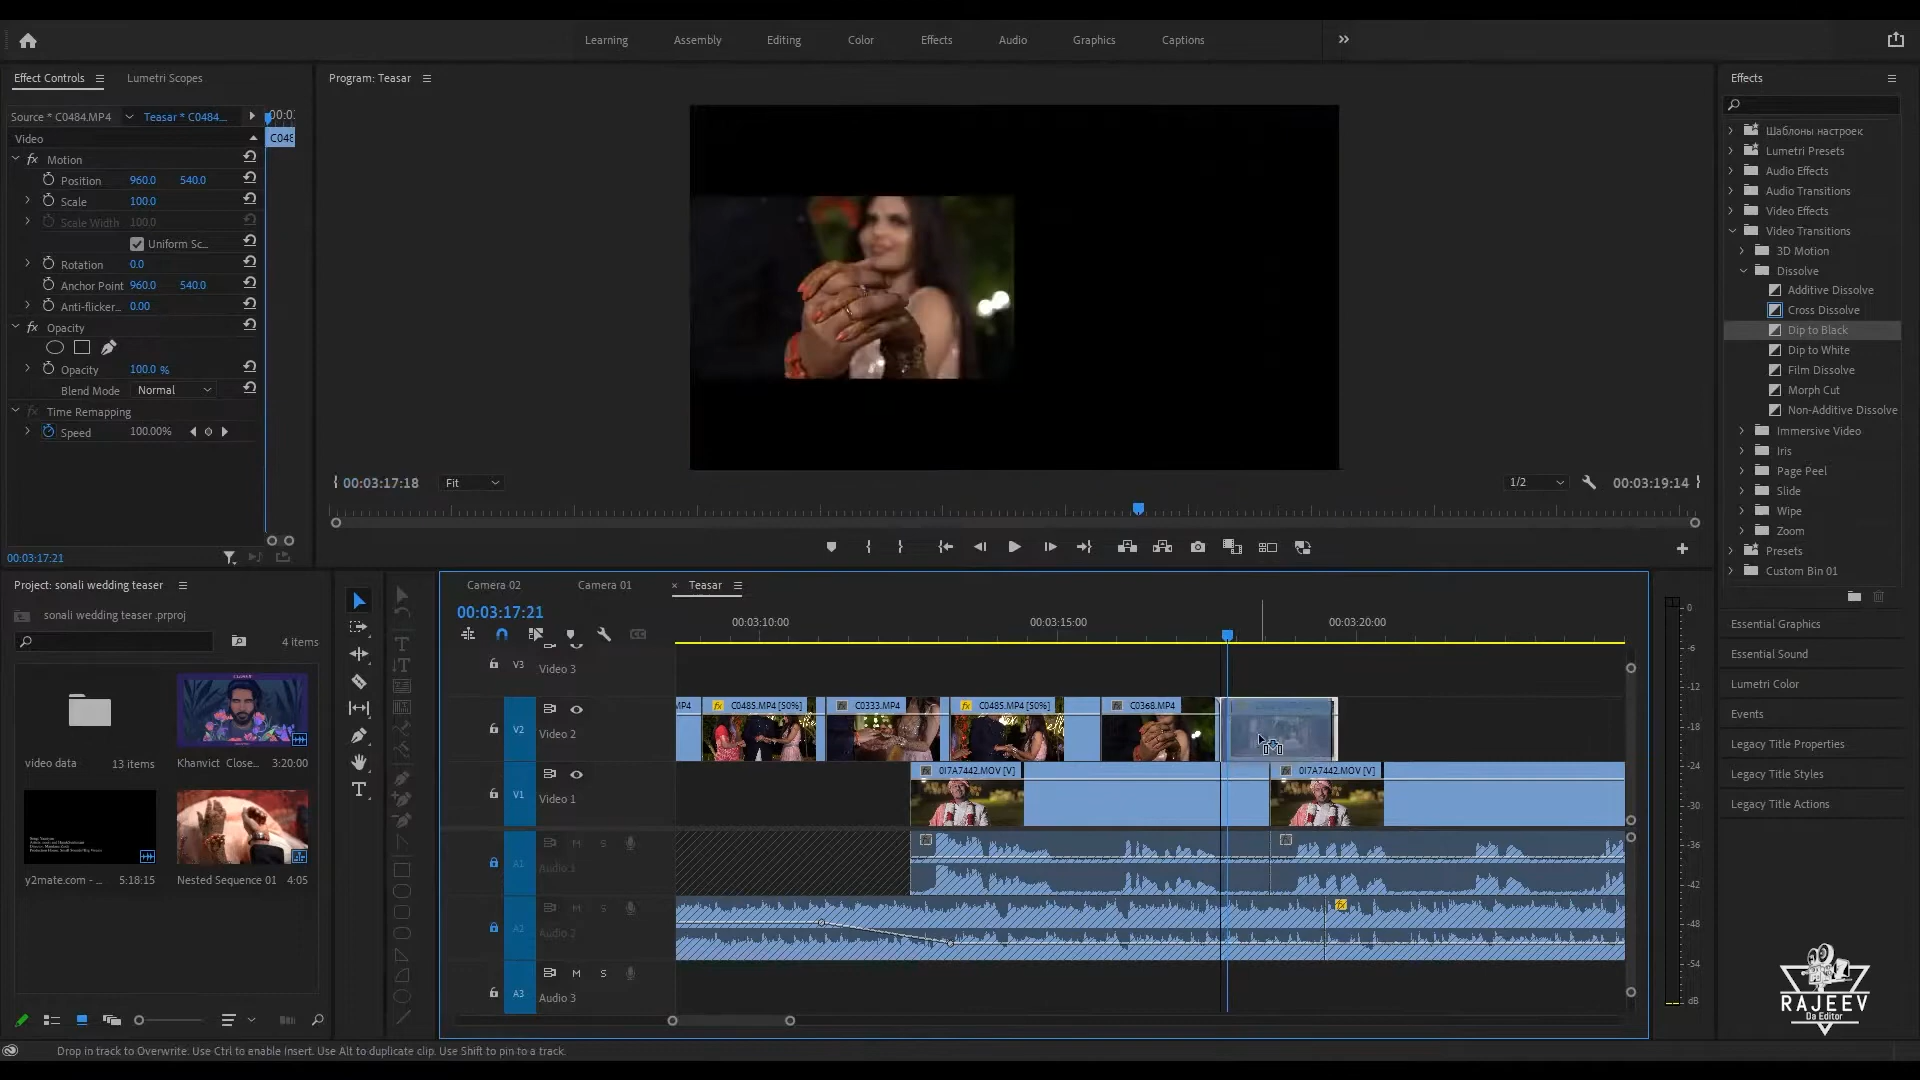 Learning
Assembly
Editing
Color
Effects
Audio
Graphics
Captions
Effect Controls
Lumetri Scopes
Source * C0484.MP4
Teasar * C0484...
Video
Motion
Position 960.0 540.0
Scale 100.0
Scale Width 100.0
Uniform Sc...
Rotation 0.0
Anchor Point 960.0 540.0
Anti-flicker... 0.00
Opacity
Opacity 100.0 %
Blend Mode Normal
Time Remapping
Speed 100.00%
00:03:17:21
Program: Teasar
00:03:17:18
Fit
1/2
00:03:19:14
Effects
Шаблоны настроек
Lumetri Presets
Audio Effects
Audio Transitions
Video Effects
Video Transitions
3D Motion
Dissolve
Additive Dissolve
Cross Dissolve
Dip to Black
Dip to White
Film Dissolve
Morph Cut
Non-Additive Dissolve
Immersive Video
Iris
Page Peel
Slide
Wipe
Zoom
Presets
Custom Bin 01
Essential Graphics
Essential Sound
Lumetri Color
Events
Legacy Title Properties
Legacy Title Styles
Legacy Title Actions
Project: sonali wedding teaser
sonali wedding teaser .prproj
4 items
video data 13 items
Khanvict Close... 3:20:00
y2mate.com - ... 5:18:15
Nested Sequence 01 4:05
Camera 02
Camera 01
Teasar
00:03:17:21
00:03:10:00
00:03:15:00
00:03:20:00
V3 Video 3
V2 Video 2
MP4
C0485.MP4 [50%]
C0333.MP4
C0485.MP4 [50%]
C0368.MP4
V1 Video 1
0I7A7442.MOV [V]
0I7A7442.MOV [V]
A1 M S
Audio 1
A2 M S
Audio 2
M S
A3 Audio 3
0
-6
-12
-18
-24
-30
-36
-42
-48
-54
dB
RAJEEV
Da Editor
Drop in track to Overwrite. Use Ctrl to enable Insert. Use Alt to duplicate clip. Use Shift to pin to a track.